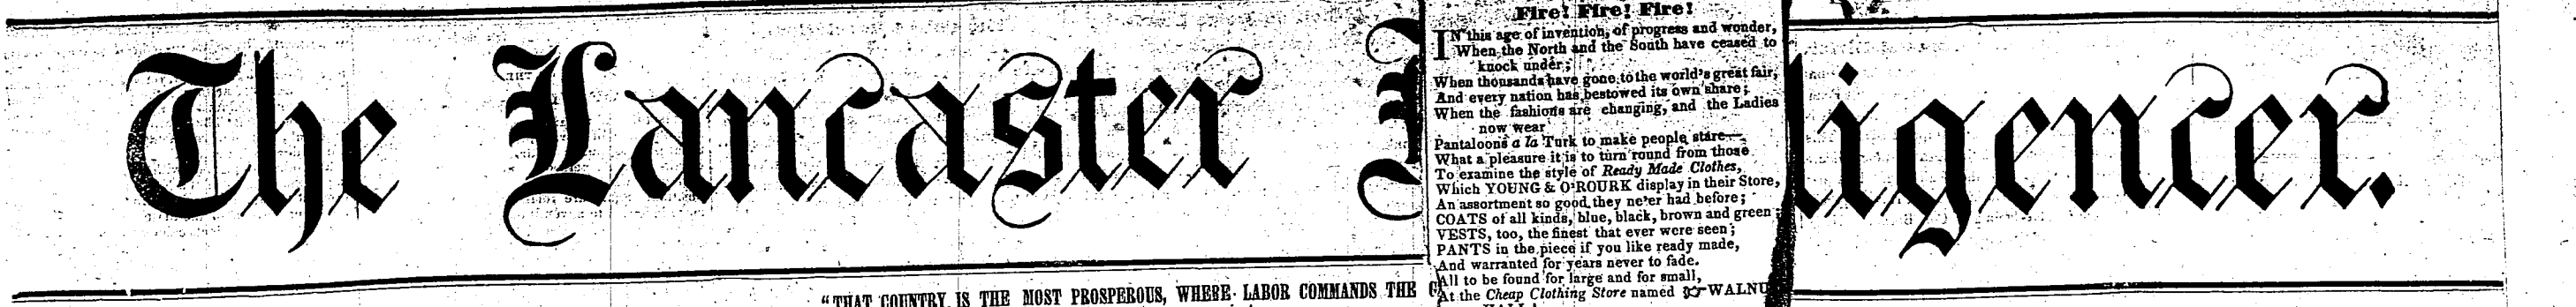 The Lancaster I
ligencer.
"THAT COUNTRY IS THE MOST PROSPEROUS, WHERE LABOR COMMANDS THE
Fire! Fire! Fire!
IN this age of invention, of progress and wonder,
When the North and the South have ceased to
knock under;
When thousands have gone to the world's great fair,
And every nation has bestowed its own share;
When the fashions are changing, and the Ladies
now wear
Pantaloons a la Turk to make people stare—
What a pleasure it is to turn round from those
To examine the style of Ready Made Clothes,
Which YOUNG & O'ROURK display in their Store,
An assortment so good they ne'er had before;
COATS of all kinds, blue, black, brown and green;
VESTS, too, the finest that ever were seen;
PANTS in the piece if you like ready made,
And warranted for years never to fade.
All to be found for large and for small,
At the Cheap Clothing Store named ☞ WALNU